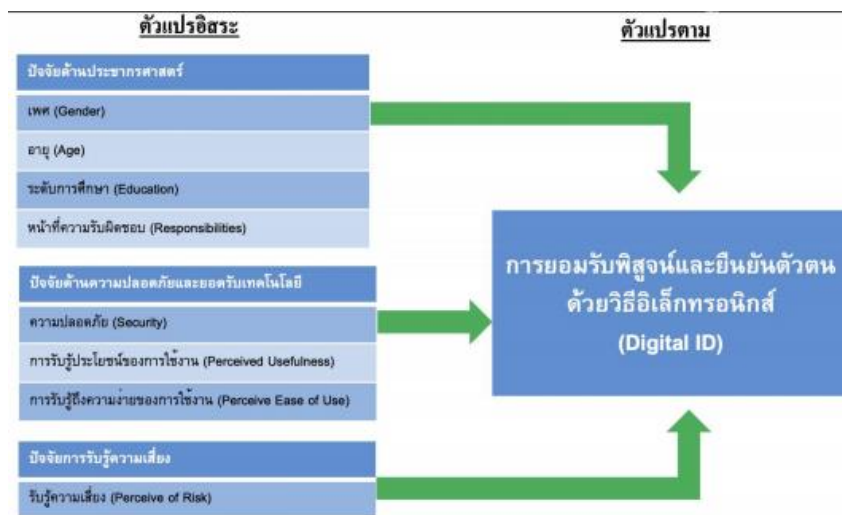 ตัวแปรอิสระ
ตัวแปรตาม
ปัจจัยด้านประชากรศาสตร์
เพศ (Gender)
อายุ (Age)
ระดับการศึกษา (Education)
หน้าที่ความรับผิดชอบ (Responsibilities)
ปัจจัยด้านความปลอดภัยและยอดรับเทคโนโลยี
ความปลอดภัย (Security)
การรับรู้ประโยชน์ของการใช้งาน (Perceived Usefulness)
การรับรู้ถึงความง่ายของการใช้งาน (Perceive Ease of Use)
ปัจจัยการรับรู้ความเสี่ยง
รับรู้ความเสี่ยง (Perceive of Risk)
การยอมรับพิสูจน์และยืนยันตัวตน
ด้วยวิธีอิเล็กทรอนิกส์
(Digital ID)